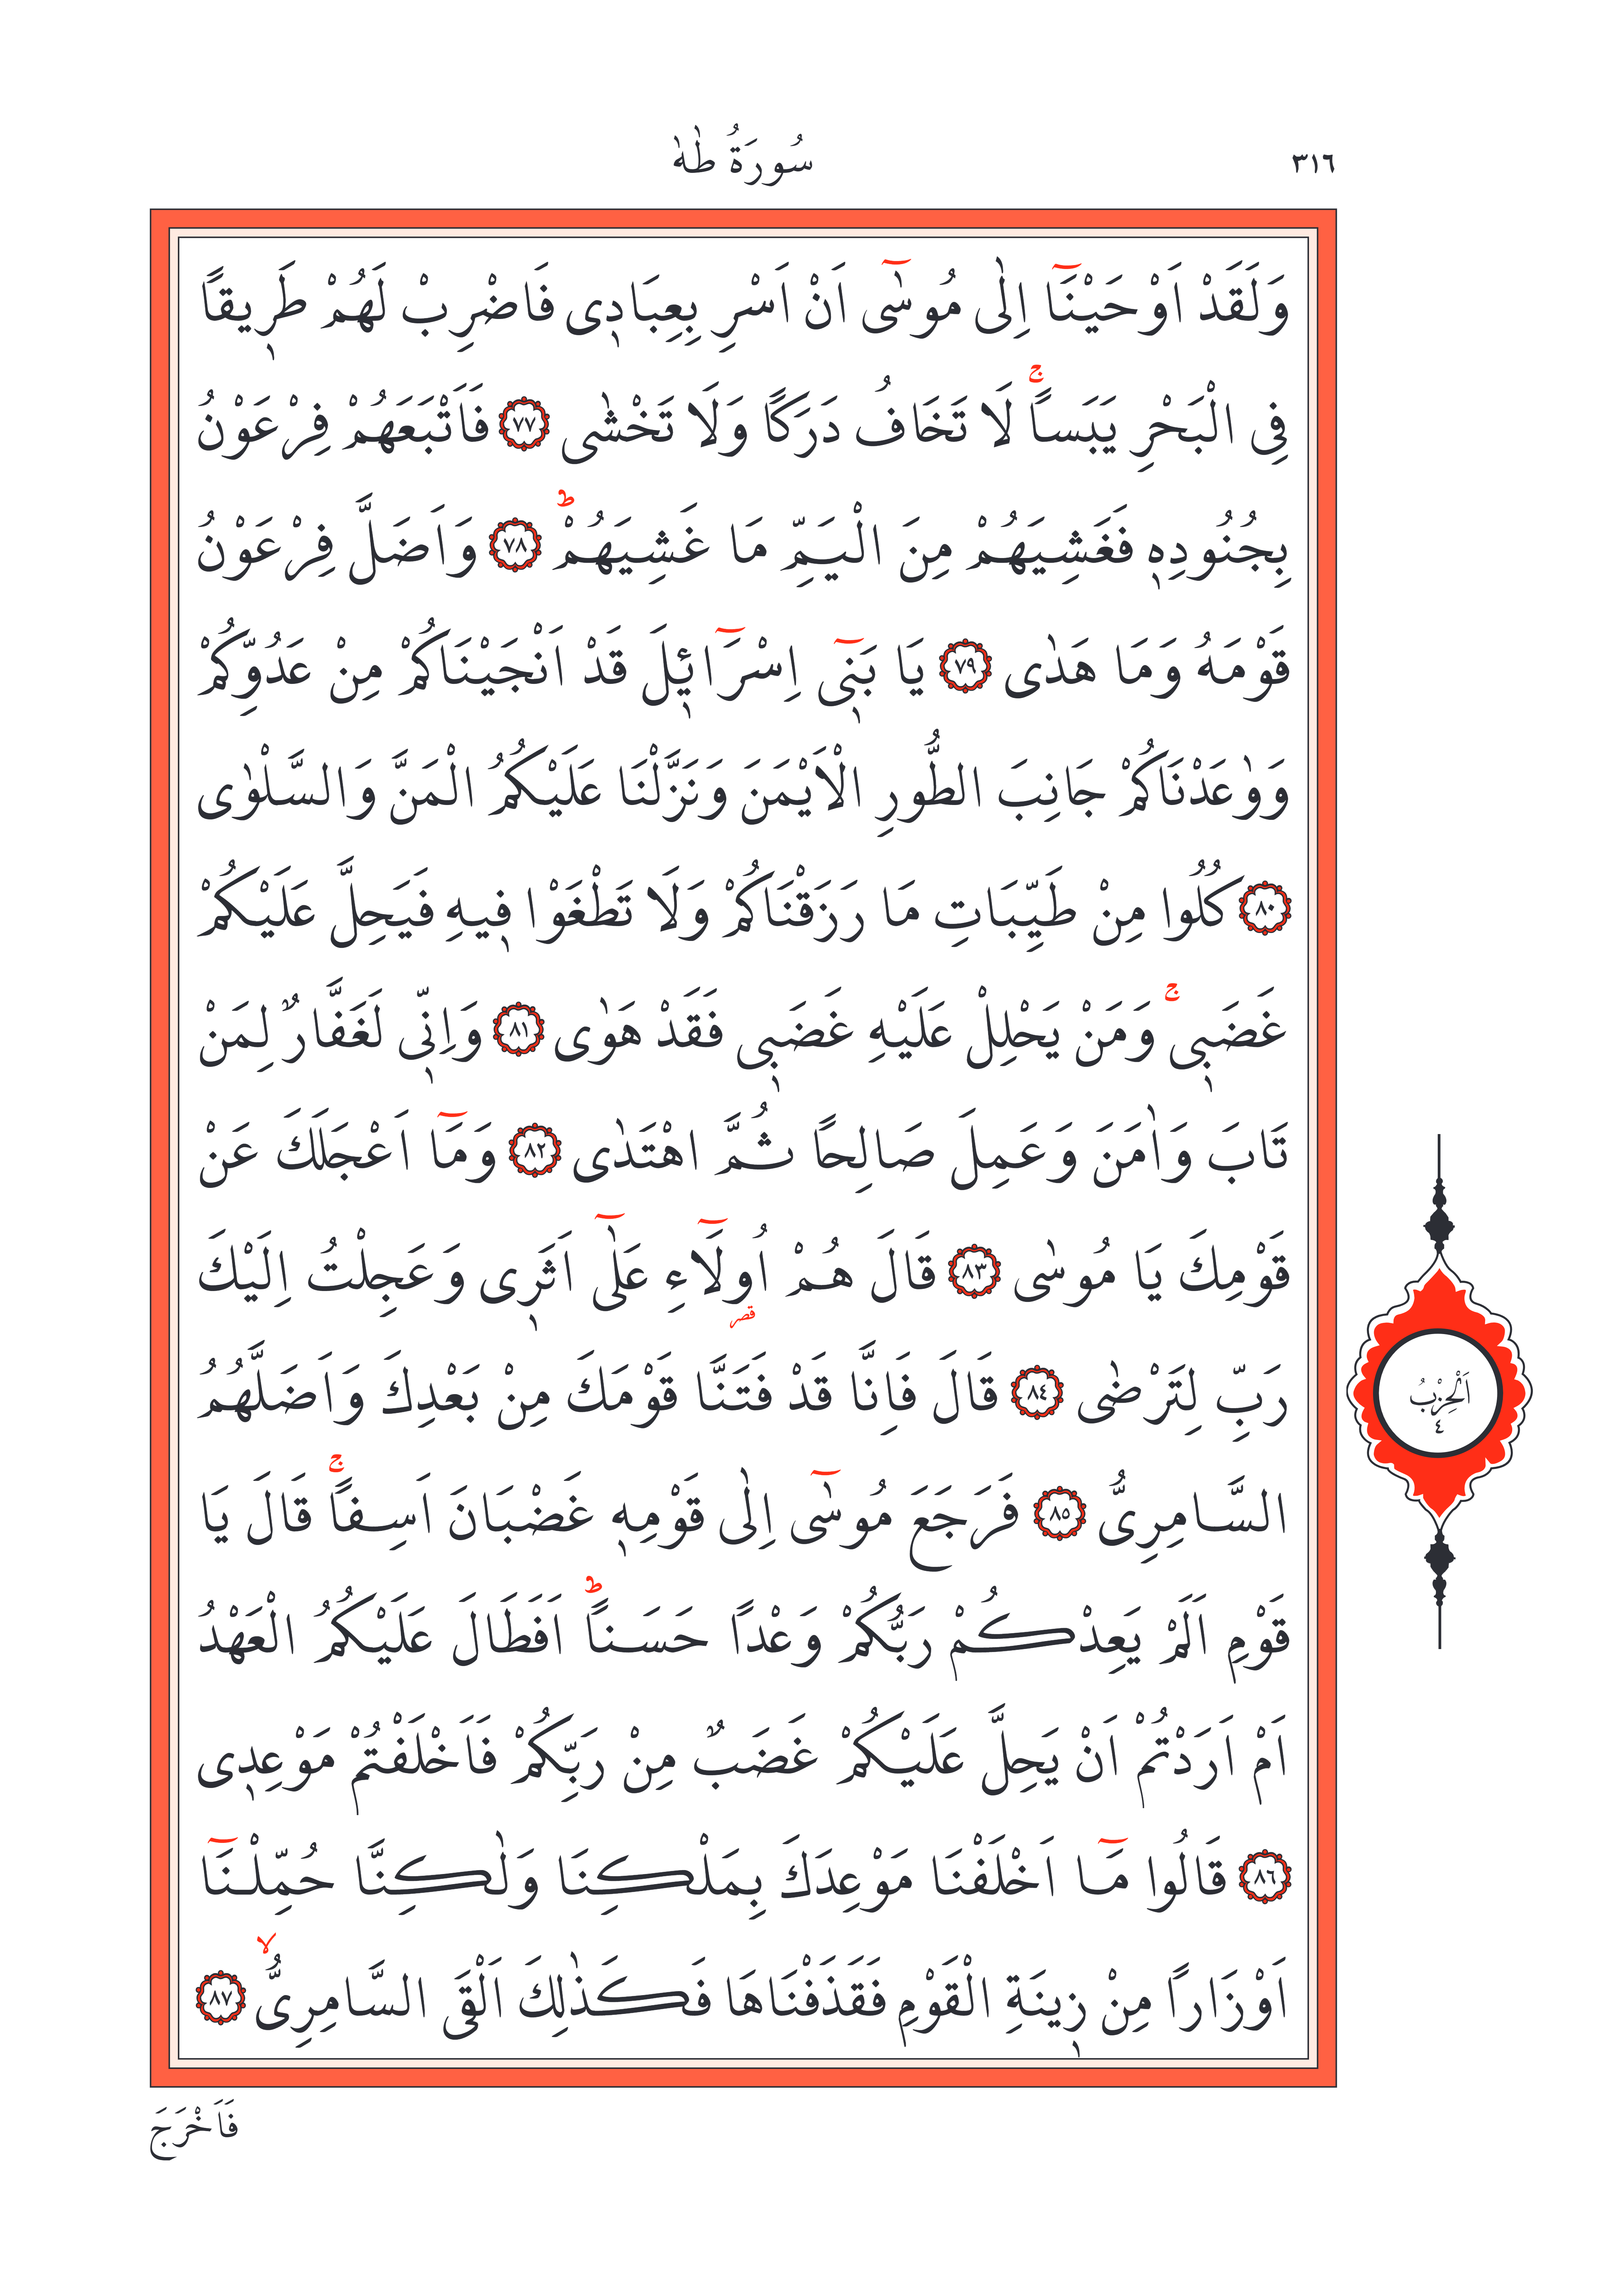 ٣١٦
سُورَةُ طٰهٰ
وَلَقَدْ اَوْحَيْنَٓا اِلٰى مُوسٰٓى اَنْ اَسْرِ بِعِبَادٖى فَاضْرِبْ لَهُمْ طَرٖيقًا
فِى الْبَحْرِ يَبَسًاۚ لَا تَخَافُ دَرَكًا وَلَا تَخْشٰى ﴿٧٧﴾ فَاَتْبَعَهُمْ فِرْعَوْنُ
بِجُنُودِهٖ فَغَشِيَهُمْ مِنَ الْيَمِّ مَا غَشِيَهُمْؕ ﴿٧٨﴾ وَاَضَلَّ فِرْعَوْنُ
قَوْمَهُ وَمَا هَدٰى ﴿٧٩﴾ يَا بَنٖٓى اِسْرَٓائٖلَ قَدْ اَنْجَيْنَاكُمْ مِنْ عَدُوِّكُمْ
وَوٰعَدْنَاكُمْ جَانِبَ الطُّورِ الْاَيْمَنَ وَنَزَّلْنَا عَلَيْكُمُ الْمَنَّ وَالسَّلْوٰى
﴿٨٠﴾ كُلُوا مِنْ طَيِّبَاتِ مَا رَزَقْنَاكُمْ وَلَا تَطْغَوْا فٖيهِ فَيَحِلَّ عَلَيْكُمْ
غَضَبٖىۚ وَمَنْ يَحْلِلْ عَلَيْهِ غَضَبٖى فَقَدْ هَوٰى ﴿٨١﴾ وَاِنّٖى لَغَفَّارٌ لِمَنْ
تَابَ وَاٰمَنَ وَعَمِلَ صَالِحًا ثُمَّ اهْتَدٰى ﴿٨٢﴾ وَمَٓا اَعْجَلَكَ عَنْ
قَوْمِكَ يَا مُوسٰى ﴿٨٣﴾ قَالَ هُمْ اُولَٓاءِ عَلٰٓى اَثَرٖى وَعَجِلْتُ اِلَيْكَ
قصر
رَبِّ لِتَرْضٰى ﴿٨٤﴾ قَالَ فَاِنَّا قَدْ فَتَنَّا قَوْمَكَ مِنْ بَعْدِكَ وَاَضَلَّهُمُ
السَّامِرِىُّ ﴿٨٥﴾ فَرَجَعَ مُوسٰٓى اِلٰى قَوْمِهٖ غَضْبَانَ اَسِفًاۚ قَالَ يَا
قَوْمِ اَلَمْ يَعِدْكُمْ رَبُّكُمْ وَعْدًا حَسَنًاؕ اَفَطَالَ عَلَيْكُمُ الْعَهْدُ
اَمْ اَرَدْتُمْ اَنْ يَحِلَّ عَلَيْكُمْ غَضَبٌ مِنْ رَبِّكُمْ فَاَخْلَفْتُمْ مَوْعِدٖى
﴿٨٦﴾ قَالُوا مَٓا اَخْلَفْنَا مَوْعِدَكَ بِمَلْكِنَا وَلٰكِنَّا حُمِّلْنَٓا
اَوْزَارًا مِنْ زٖينَةِ الْقَوْمِ فَقَذَفْنَاهَا فَكَذٰلِكَ اَلْقَى السَّامِرِىُّۙ ﴿٨٧﴾
اَلْحِزْبُ
٤
فَاَخْرَجَ